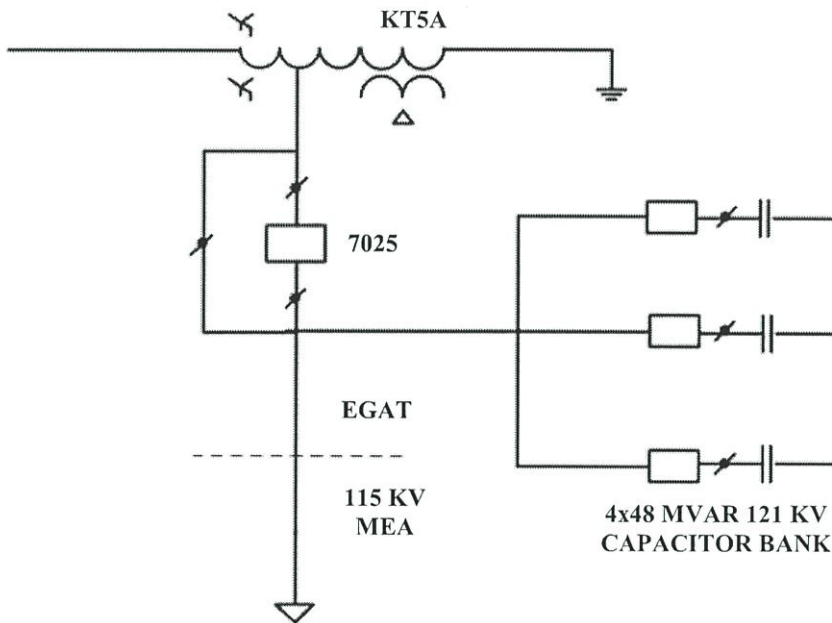 KT5A
7025
EGAT
115 KV
MEA
4x48 MVAR 121 KV
CAPACITOR BANK